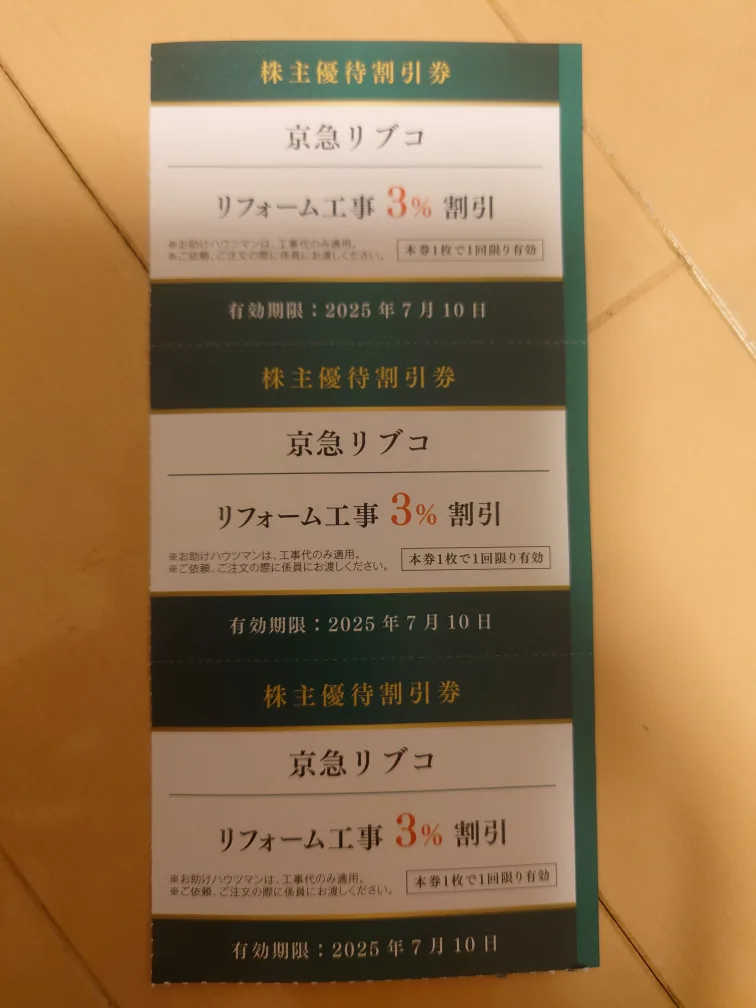 株主優待割引券
京急リブコ
リフォーム工事 3% 割引
※お助けハウツマンは、工事代のみ適用。
※ご依頼、ご注文の際に係員にお渡しください。
本券1枚で1回限り有効
有効期限：2025年7月10日
株主優待割引券
京急リブコ
リフォーム工事 3% 割引
※お助けハウツマンは、工事代のみ適用。
※ご依頼、ご注文の際に係員にお渡しください。
本券1枚で1回限り有効
有効期限：2025年7月10日
株主優待割引券
京急リブコ
リフォーム工事 3% 割引
※お助けハウツマンは、工事代のみ適用。
※ご依頼、ご注文の際に係員にお渡しください。
本券1枚で1回限り有効
有効期限：2025年7月10日